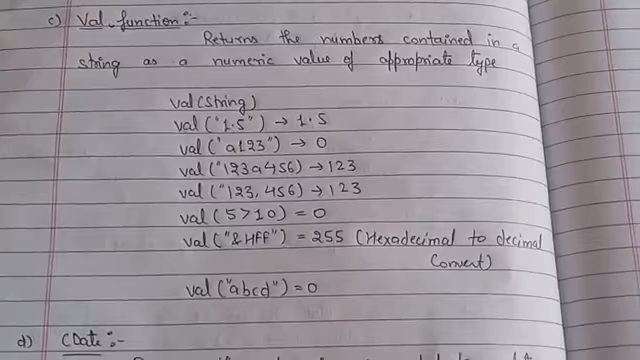 c) Val function :-
Returns the numbers contained in a
string as a numeric value of appropriate type
val(String)
val("1.5") → 1.5
val("a123") → 0
val("123a456) → 123
val("123,456) → 123
val(5>10) = 0
val("&HFF") = 255 (Hexadecimal to decimal
Convert)
val("abcd") = 0
d) CDate :-